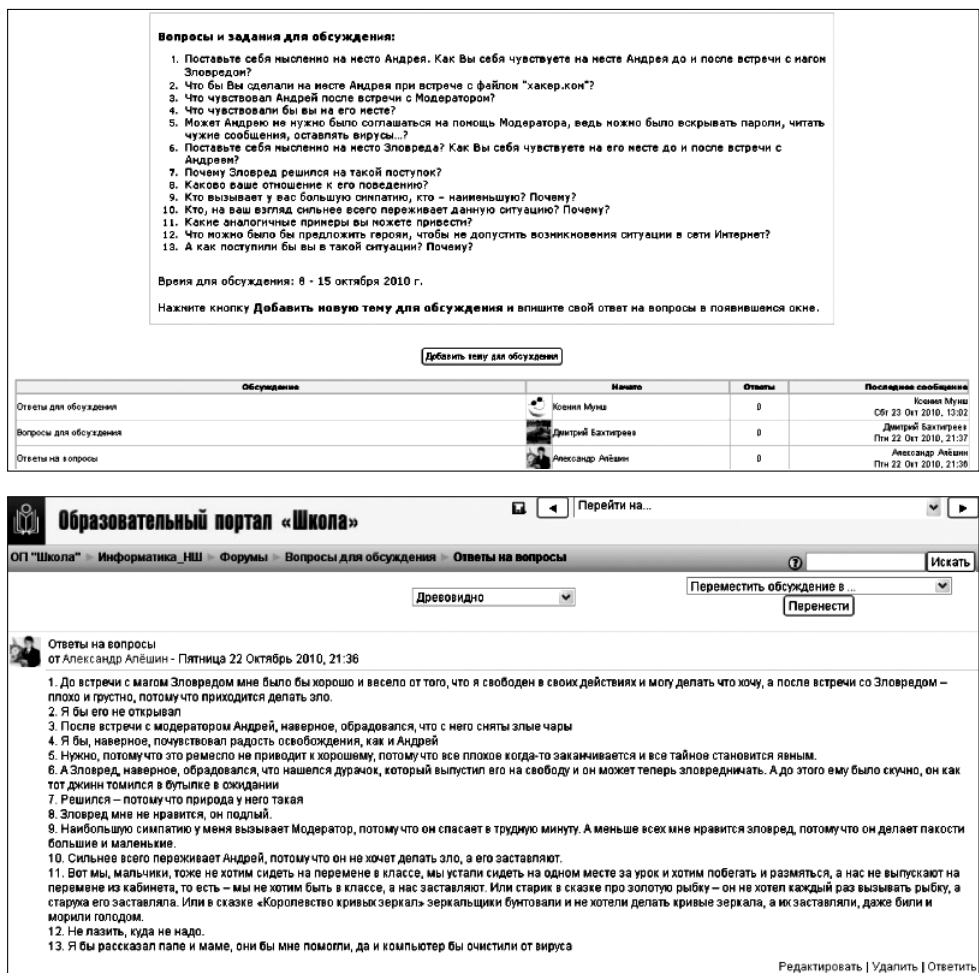 Вопросы и задания для обсуждения:
1. Поставьте себя мысленно на место Андрея. Как Вы себя чувствуете на месте Андрея до и после встречи с магом
Зловредом?
2. Что бы Вы сделали на месте Андрея при встрече с файлом "хакер.ком"?
3. Что чувствовал Андрей после встречи с Модератором?
4. Что чувствовали бы вы на его месте?
5. Может Андрею не нужно было соглашаться на помощь Модератора, ведь можно было вскрывать пароли, читать
чужие сообщения, оставлять вирусы...?
6. Поставьте себя мысленно на место Зловреда? Как Вы себя чувствуете на его месте до и после встречи с
Андреем?
7. Почему Зловред решился на такой поступок?
8. Каково ваше отношение к его поведению?
9. Кто вызывает у вас большую симпатию, кто – наименьшую? Почему?
10. Кто, на ваш взгляд сильнее всего переживает данную ситуацию? Почему?
11. Какие аналогичные примеры вы можете привести?
12. Что можно было бы предложить героям, чтобы не допустить возникновения ситуации в сети Интернет?
13. А как поступили бы вы в такой ситуации? Почему?
Время для обсуждения: 8 - 15 октября 2010 г.
Нажмите кнопку Добавить новую тему для обсуждения и впишите свой ответ на вопросы в появившемся окне.
Добавить тему для обсуждения
Обсуждение Начато Ответы Последнее сообщение
Ответы для обсуждения Ксения Мунш 0 Ксения Мунш
Сбт 23 Окт 2010, 13:02
Вопросы для обсуждения Дмитрий Бахтигреев 0 Дмитрий Бахтигреев
Птн 22 Окт 2010, 21:37
Ответы на вопросы Александр Алёшин 0 Александр Алёшин
Птн 22 Окт 2010, 21:36
Образовательный портал «Школа» Перейти на...
ОП "Школа" Информатика_НШ Форумы Вопросы для обсуждения Ответы на вопросы Искать
Древовидно Переместить обсуждение в ...
Перенести
Ответы на вопросы
от Александр Алёшин - Пятница 22 Октябрь 2010, 21:36
1. До встречи с магом Зловредом мне было бы хорошо и весело от того, что я свободен в своих действиях и могу делать что хочу, а после встречи со Зловредом –
плохо и грустно, потому что приходится делать зло.
2. Я бы его не открывал
3. После встречи с модератором Андрей, наверное, обрадовался, что с него сняты злые чары
4. Я бы, наверное, почувствовал радость освобождения, как и Андрей
5. Нужно, потому что это ремесло не приводит к хорошему, потому что все плохое когда-то заканчивается и все тайное становится явным.
6. А Зловред, наверное, обрадовался, что нашелся дурачок, который выпустил его на свободу и он может теперь зловредничать. А до этого ему было скучно, он как
тот джинн томился в бутылке в ожидании
7. Решился – потому что природа у него такая
8. Зловред мне не нравится, он подлый.
9. Наибольшую симпатию у меня вызывает Модератор, потому что он спасает в трудную минуту. А меньше всех мне нравится зловред, потому что он делает пакости
большие и маленькие.
10. Сильнее всего переживает Андрей, потому что он не хочет делать зло, а его заставляют.
11. Вот мы, мальчики, тоже не хотим сидеть на перемене в классе, мы устали сидеть на одном месте за урок и хотим побегать и размяться, а нас не выпускают на
перемене из кабинета, то есть – мы не хотим быть в классе, а нас заставляют. Или старик в сказке про золотую рыбку – он не хотел каждый раз вызывать рыбку, а
старуха его заставляла. Или в сказке «Королевство кривых зеркал» зеркальщики бунтовали и не хотели делать кривые зеркала, а их заставляли, даже били и
морили голодом.
12. Не лазить, куда не надо.
13. Я бы рассказал папе и маме, они бы мне помогли, да и компьютер бы очистили от вируса
Редактировать | Удалить | Ответить